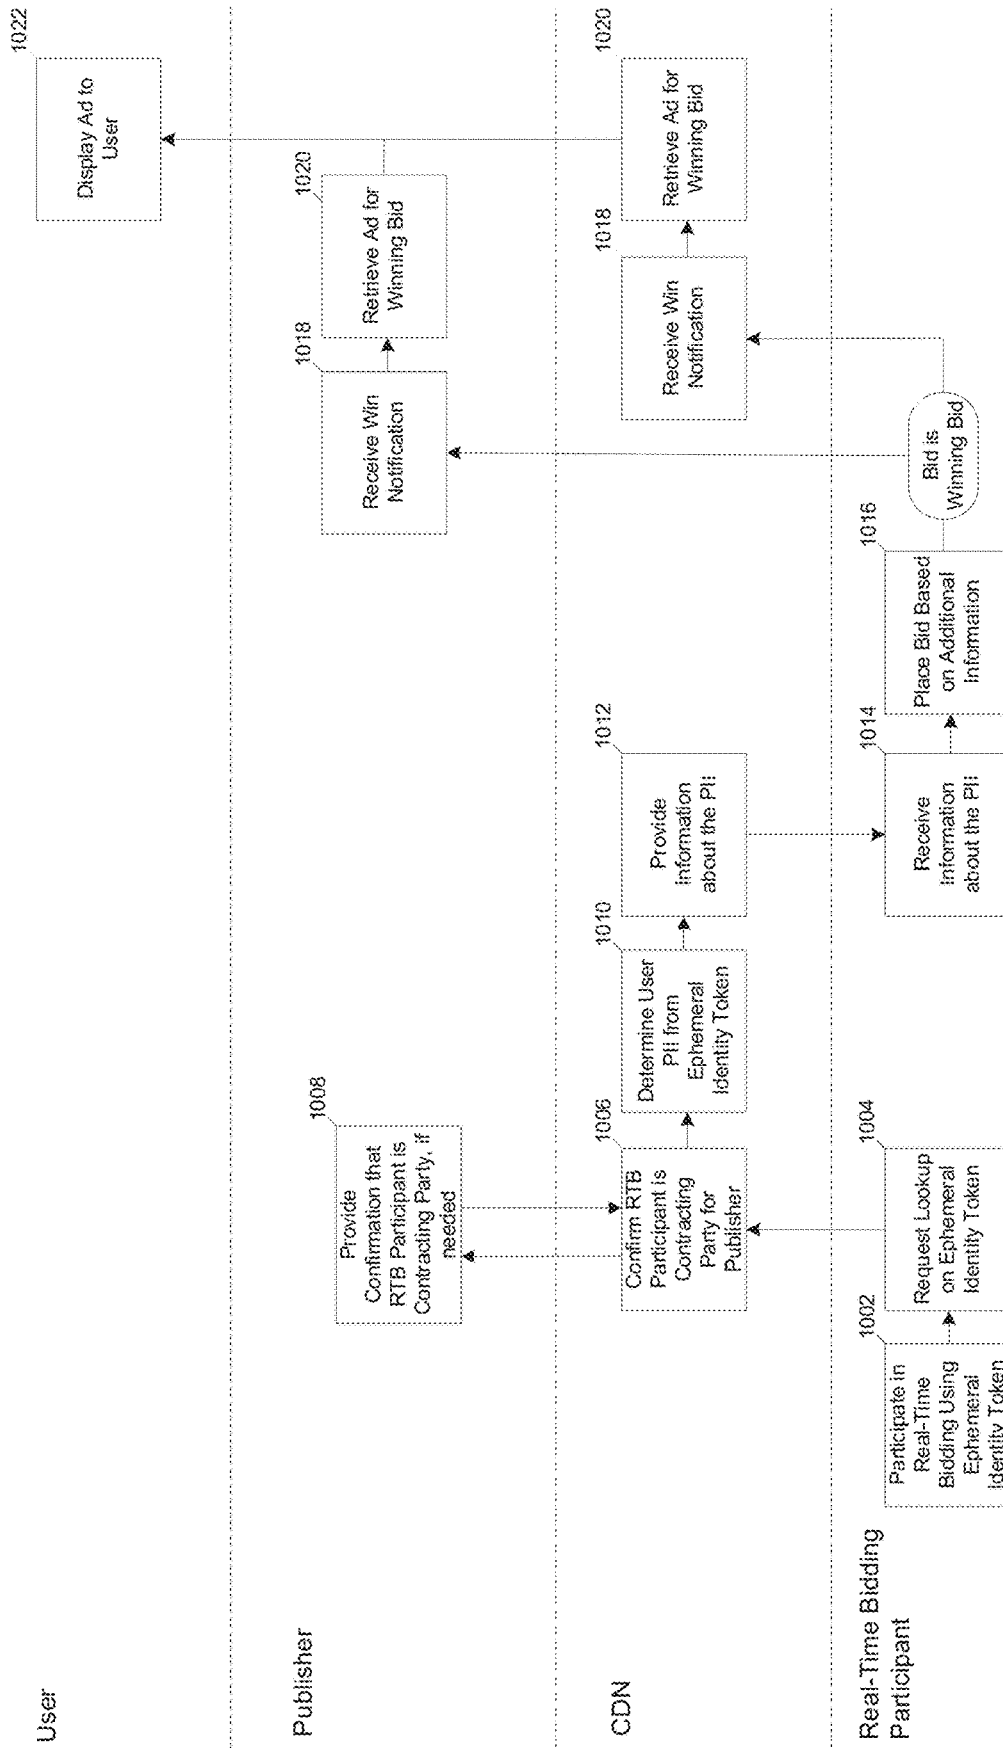 User
Display Ad to
User
1022
Publisher
Provide
Confirmation that
RTB Participant is
Contracting Party, if
needed
1008
Receive Win
Notification
1018
Retrieve Ad for
Winning Bid
1020
CDN
Confirm RTB
Participant is
Contracting
Party for
Publisher
1006
Determine User
PII from
Ephemeral
Identity Token
1010
Provide
Information
about the PII
1012
Receive Win
Notification
1018
Retrieve Ad for
Winning Bid
1020
Real-Time Bidding
Participant
Participate in
Real-Time
Bidding Using
Ephemeral
Identity Token
1002
Request Lookup
on Ephemeral
Identity Token
1004
Receive
Information
about the PII
1014
Place Bid Based
on Additional
Information
1016
Bid is
Winning Bid